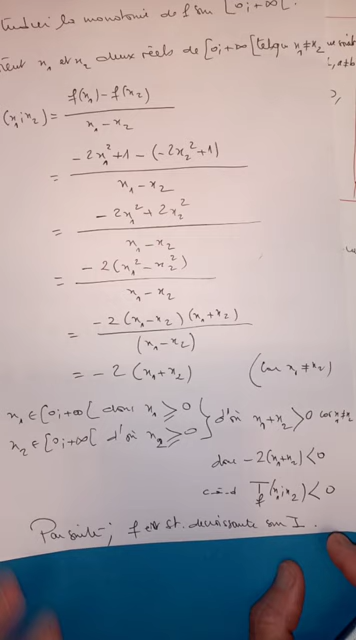 Étudier la monotonie de f sur [0;+∞[.
x₁ et x₂ deux réels de [0;+∞[ tel que x₁≠x₂
(x₁;x₂) = (f(x₁) - f(x₂)) / (x₁ - x₂)
= (-2x₁² + 1 - (-2x₂² + 1)) / (x₁ - x₂)
= (-2x₁² + 2x₂²) / (x₁ - x₂)
= (-2(x₁² - x₂²)) / (x₁ - x₂)
= (-2(x₁ - x₂)(x₁ + x₂)) / (x₁ - x₂)
= -2(x₁ + x₂) (car x₁≠x₂)
x₁ ∈ [0;+∞[ donc x₁ ⩾ 0
x₂ ∈ [0;+∞[ d'où x₂ ⩾ 0 } d'où x₁+x₂ > 0 car x₁≠x₂
donc -2(x₁+x₂) < 0
c.à.d T_f(x₁;x₂) < 0
Par suite; f est st. décroissante sur I.